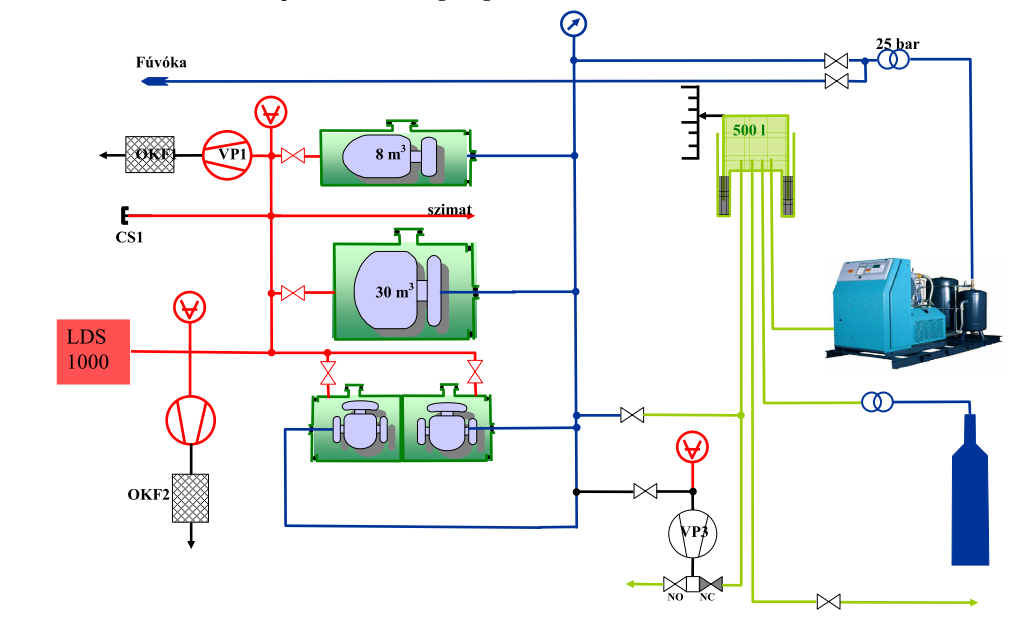 25 bar
Fúvóka
500 l
8 m³
OKF1
VP1
szimat
CS1
30 m³
LDS
1000
OKF2
VP3
NO
NC